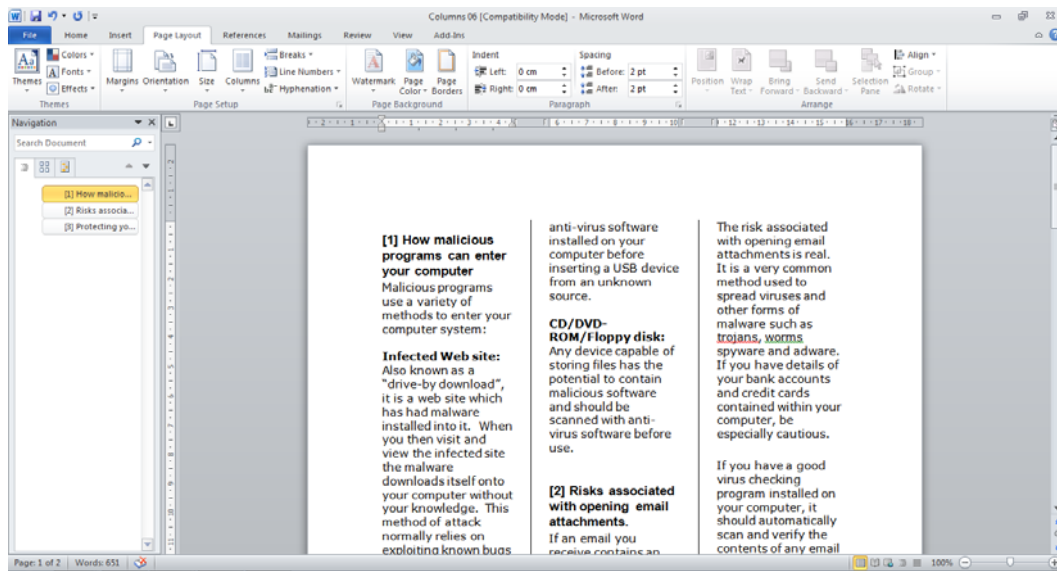 Columns 06 [Compatibility Mode] - Microsoft Word
File Home Insert Page Layout References Mailings Review View Add-Ins
Themes
Colors
Fonts
Effects
Themes
Margins
Orientation
Size
Columns
Breaks
Line Numbers
Hyphenation
Page Setup
Watermark
Page Color
Page Borders
Page Background
Indent
Left: 0 cm
Right: 0 cm
Spacing
Before: 2 pt
After: 2 pt
Paragraph
Position
Wrap Text
Bring Forward
Send Backward
Selection Pane
Align
Group
Rotate
Arrange
Navigation
Search Document
[1] How malicio...
[2] Risks associa...
[3] Protecting yo...
[1] How malicious
programs can enter
your computer
Malicious programs
use a variety of
methods to enter your
computer system:
Infected Web site:
Also known as a
"drive-by download",
it is a web site which
has had malware
installed into it. When
you then visit and
view the infected site
the malware
downloads itself onto
your computer without
your knowledge. This
method of attack
normally relies on
exploiting known bugs
anti-virus software
installed on your
computer before
inserting a USB device
from an unknown
source.
CD/DVD-
ROM/Floppy disk:
Any device capable of
storing files has the
potential to contain
malicious software
and should be
scanned with anti-
virus software before
use.
[2] Risks associated
with opening email
attachments.
If an email you
receive contains an
The risk associated
with opening email
attachments is real.
It is a very common
method used to
spread viruses and
other forms of
malware such as
trojans, worms
spyware and adware.
If you have details of
your bank accounts
and credit cards
contained within your
computer, be
especially cautious.
If you have a good
virus checking
program installed on
your computer, it
should automatically
scan and verify the
contents of any email
Page: 1 of 2 Words: 651 100%